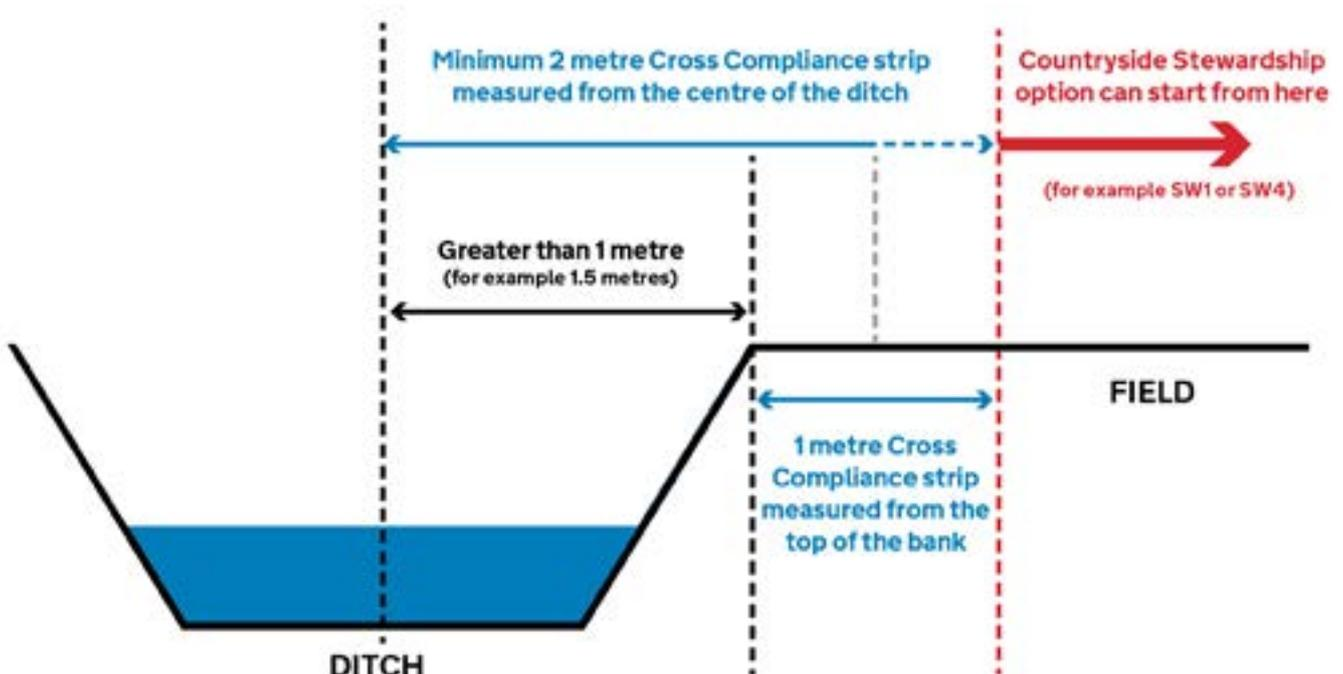 Minimum 2 metre Cross Compliance strip
measured from the centre of the ditch
Countryside Stewardship
option can start from here
(for example SW1 or SW4)
Greater than 1 metre
(for example 1.5 metres)
FIELD
1 metre Cross
Compliance strip
measured from the
top of the bank
DITCH